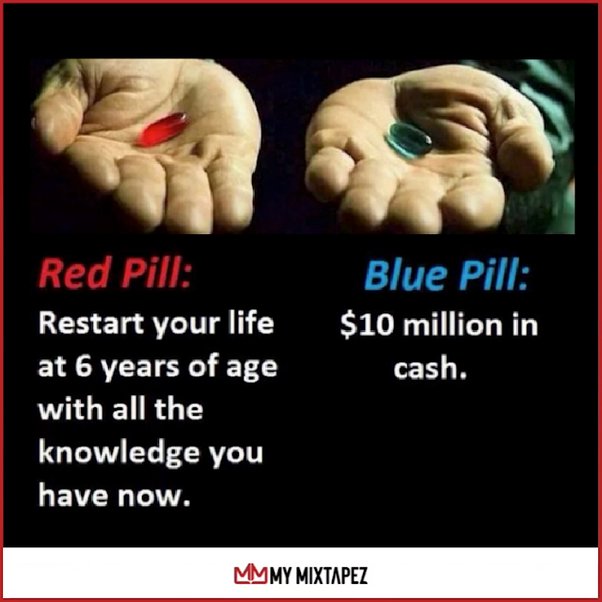 Red Pill:
Restart your life
at 6 years of age
with all the
knowledge you
have now.
Blue Pill:
$10 million in
cash.
MM MY MIXTAPEZ